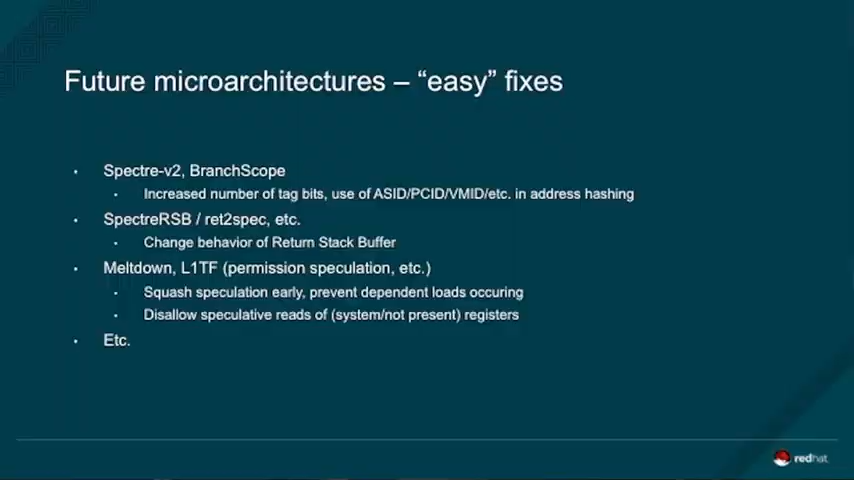 Future microarchitectures – “easy” fixes
• Spectre-v2, BranchScope
• Increased number of tag bits, use of ASID/PCID/VMID/etc. in address hashing
• SpectreRSB / ret2spec, etc.
• Change behavior of Return Stack Buffer
• Meltdown, L1TF (permission speculation, etc.)
• Squash speculation early, prevent dependent loads occuring
• Disallow speculative reads of (system/not present) registers
• Etc.
redhat.